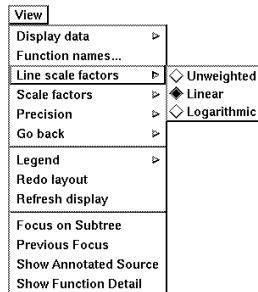 View
Display data
Function names...
Line scale factors
Unweighted
Scale factors
Linear
Precision
Logarithmic
Go back
Legend
Redo layout
Refresh display
Focus on Subtree
Previous Focus
Show Annotated Source
Show Function Detail